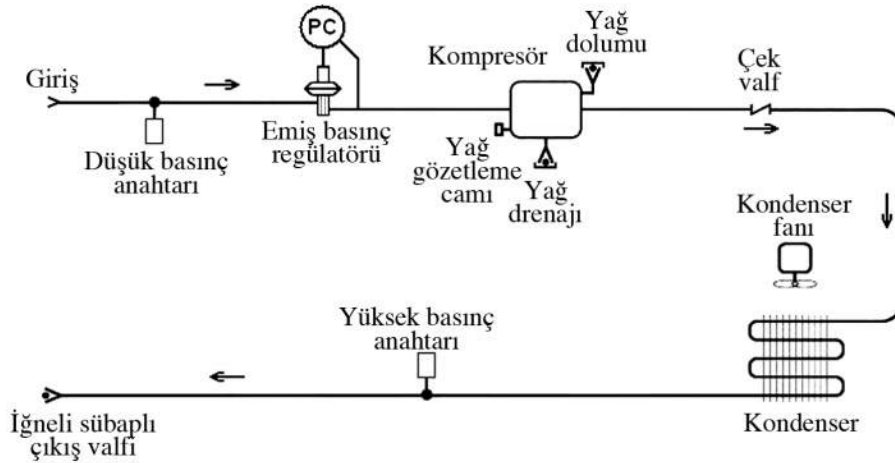 PC
Yağ
dolumu
Kompresör
Çek
valf
Giriş
Emiş basınç
regülatörü
Düşük basınç
anahtarı
Yağ
gözetleme
camı
Yağ
drenajı
Kondenser
fanı
Yüksek basınç
anahtarı
İğneli sübaplı
çıkış valfi
Kondenser